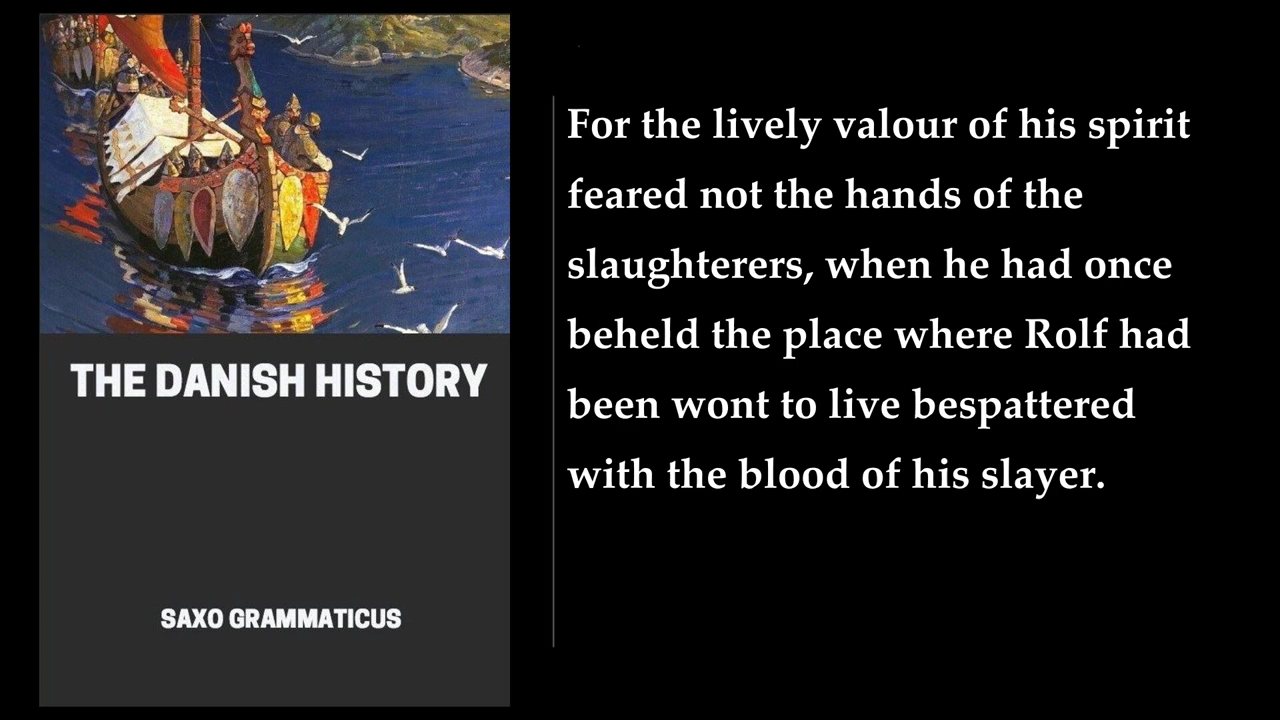 THE DANISH HISTORY
SAXO GRAMMATICUS
For the lively valour of his spirit
feared not the hands of the
slaughterers, when he had once
beheld the place where Rolf had
been wont to live bespattered
with the blood of his slayer.